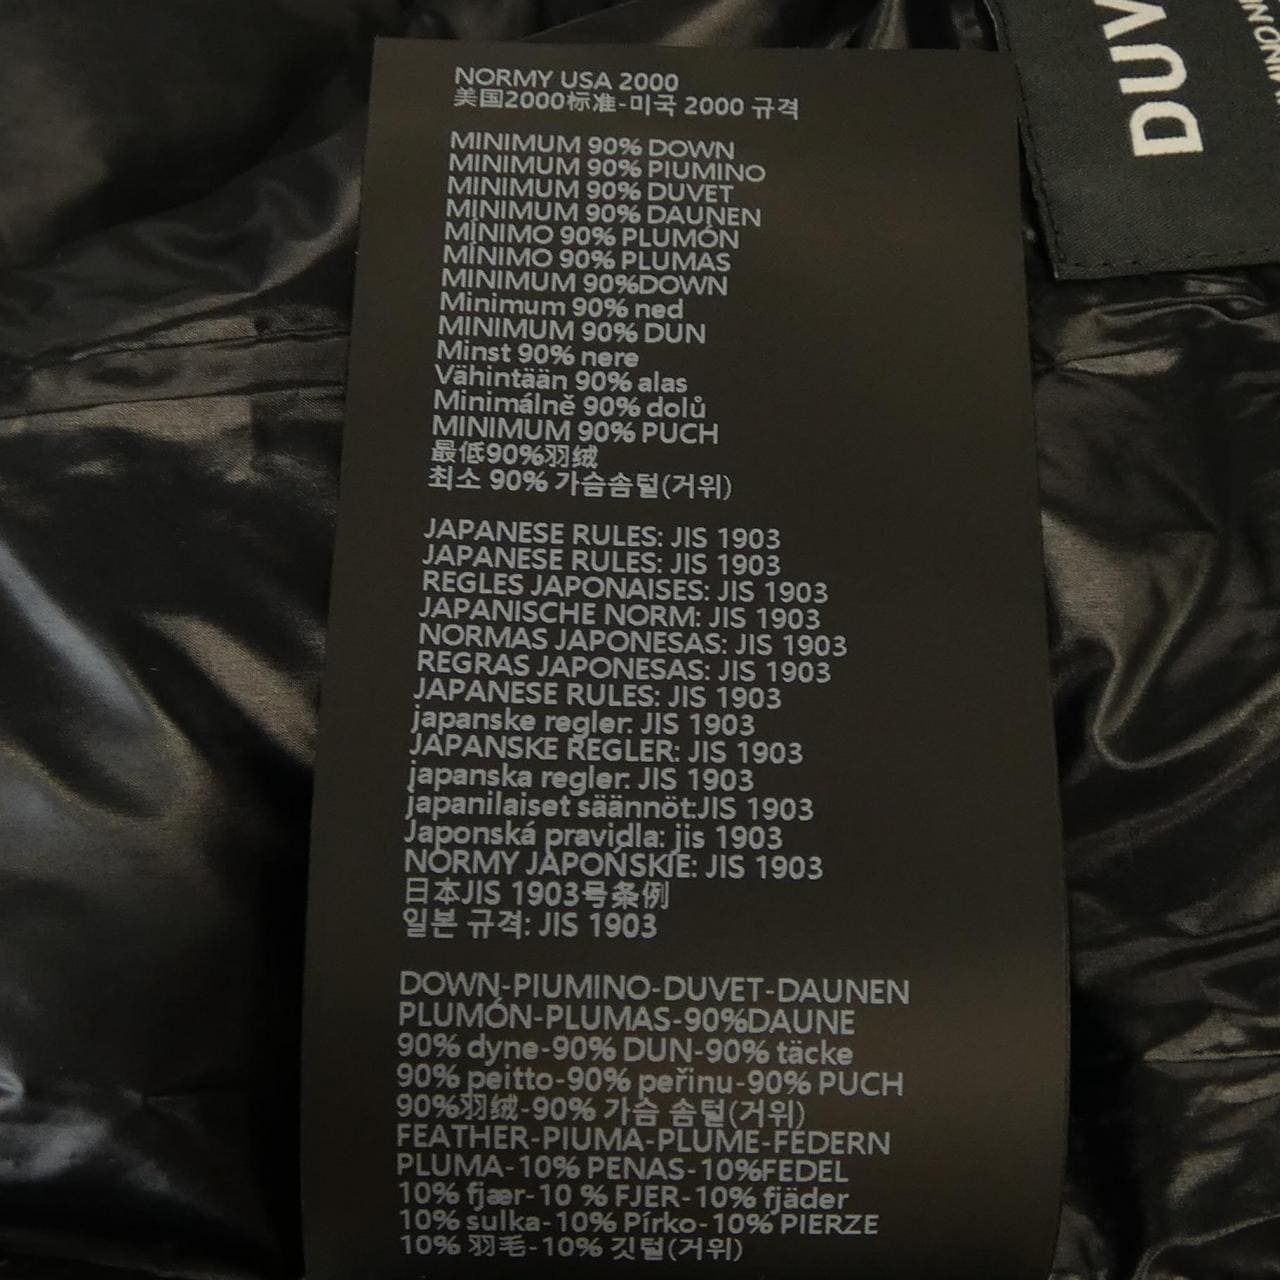 NORMY USA 2000
美国2000标准-미국 2000 규격
MINIMUM 90% DOWN
MINIMUM 90% PIUMINO
MINIMUM 90% DUVET
MINIMUM 90% DAUNEN
MÍNIMO 90% PLUMÓN
MÍNIMO 90% PLUMAS
MINIMUM 90%DOWN
Minimum 90% ned
MINIMUM 90% DUN
Minst 90% nere
Vähintään 90% alas
Minimálně 90% dolů
MINIMUM 90% PUCH
最低90%羽绒
최소 90% 가슴솜털(거위)
JAPANESE RULES: JIS 1903
JAPANESE RULES: JIS 1903
REGLES JAPONAISES: JIS 1903
JAPANISCHE NORM: JIS 1903
NORMAS JAPONESAS: JIS 1903
REGRAS JAPONESAS: JIS 1903
JAPANESE RULES: JIS 1903
japanske regler: JIS 1903
JAPANSKE REGLER: JIS 1903
japanska regler: JIS 1903
japanilaiset säännöt:JIS 1903
Japonská pravidla: jis 1903
NORMY JAPOŃSKIE: JIS 1903
日本JIS 1903号条例
일본 규격: JIS 1903
DOWN-PIUMINO-DUVET-DAUNEN
PLUMÓN-PLUMAS-90%DAUNE
90% dyne-90% DUN-90% täcke
90% peitto-90% peřinu-90% PUCH
90%羽绒-90% 가슴 솜털(거위)
FEATHER-PIUMA-PLUME-FEDERN
PLUMA-10% PENAS-10%FEDEL
10% fjær-10 % FJER-10% fjäder
10% sulka-10% Pírko-10% PIERZE
10% 羽毛-10% 깃털(거위)
DUV